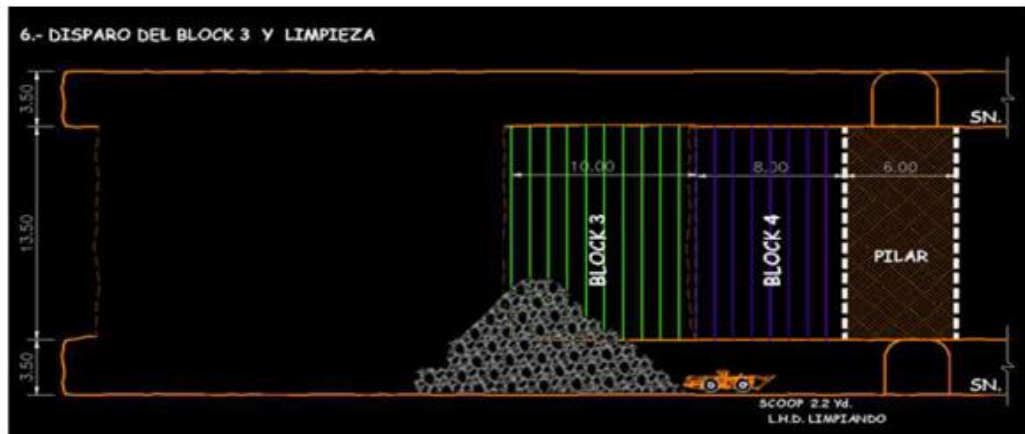 6.- DISPARO DEL BLOCK 3 Y LIMPIEZA
3.50
SN.
10.00
8.00
6.00
13.50
BLOCK 3
BLOCK 4
PILAR
3.50
SN.
SCOOP 2.2 Yd.
L.H.D. LIMPIANDO